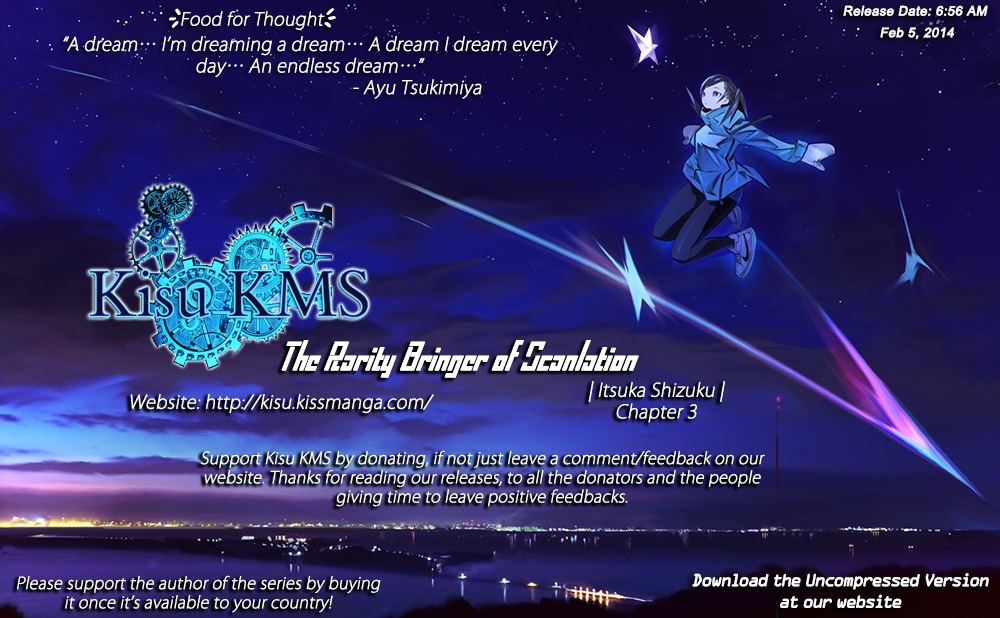 Food for Thought
"A dream… I'm dreaming a dream… A dream I dream every
day… An endless dream…"
- Ayu Tsukimiya
Release Date: 6:56 AM
Feb 5, 2014
Kisu KMS
The Rarity Bringer of Scanlation
Website: http://kisu.kissmanga.com/
| Itsuka Shizuku |
Chapter 3
Support Kisu KMS by donating, if not just leave a comment/feedback on our
website. Thanks for reading our releases, to all the donators and the people
giving time to leave positive feedbacks.
Please support the author of the series by buying
it once it's available to your country!
Download the Uncompressed Version
at our website